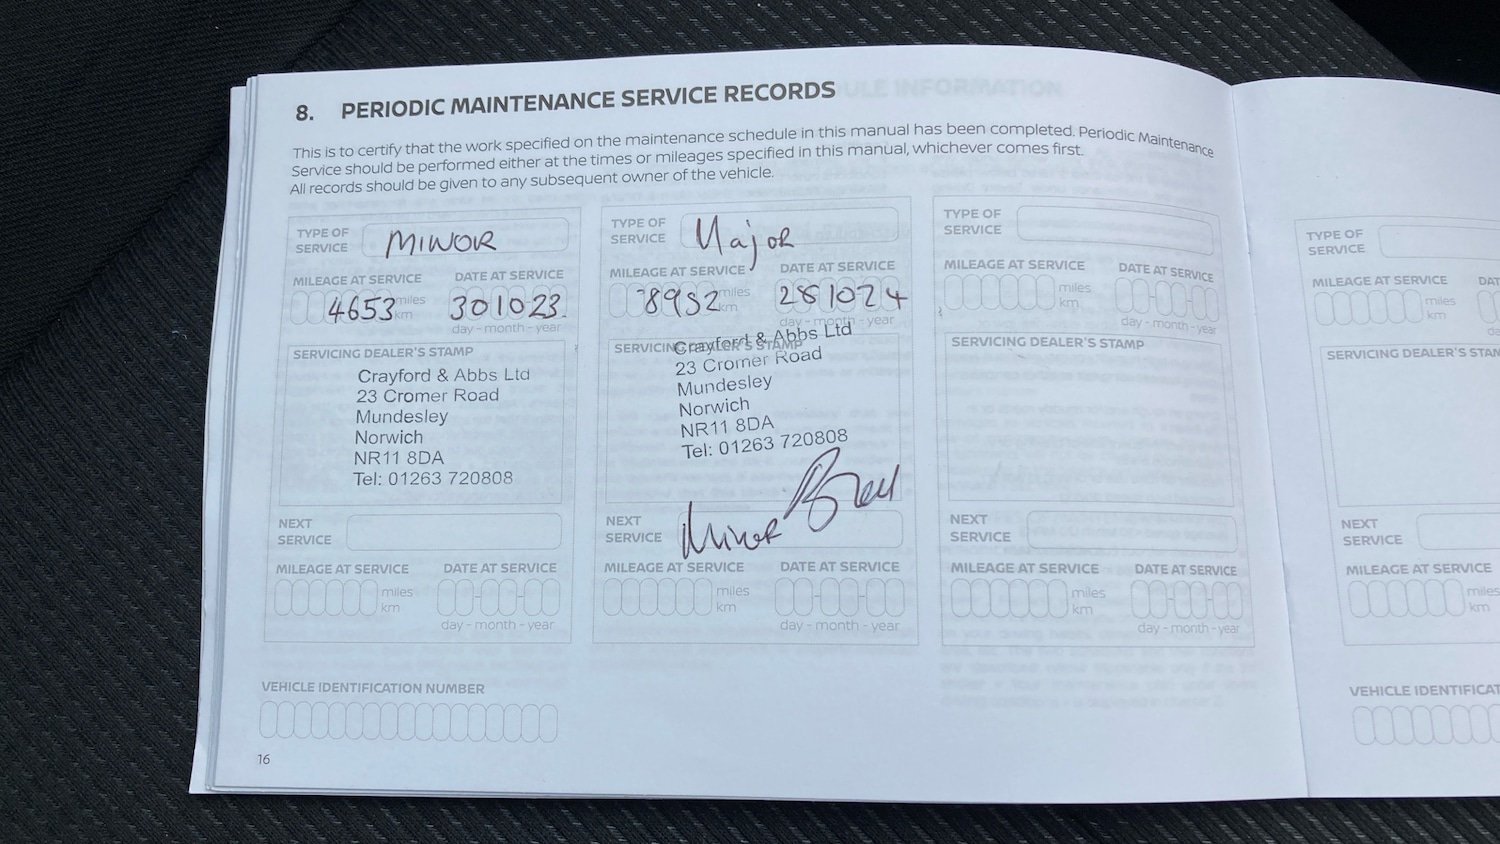 8. PERIODIC MAINTENANCE SERVICE RECORDS
This is to certify that the work specified on the maintenance schedule in this manual has been completed. Periodic Maintenance
Service should be performed either at the times or mileages specified in this manual, whichever comes first.
All records should be given to any subsequent owner of the vehicle.
TYPE OF
SERVICE MINOR
MILEAGE AT SERVICE DATE AT SERVICE
4653 miles 301023
km
day - month - year
SERVICING DEALER'S STAMP
Crayford & Abbs Ltd
23 Cromer Road
Mundesley
Norwich
NR11 8DA
Tel: 01263 720808
NEXT
SERVICE
MILEAGE AT SERVICE DATE AT SERVICE
miles
km
day - month - year
TYPE OF
SERVICE Major
MILEAGE AT SERVICE DATE AT SERVICE
8952 miles 281024
km
day - month - year
SERVICING DEALER'S STAMP
Crayford & Abbs Ltd
23 Cromer Road
Mundesley
Norwich
NR11 8DA
Tel: 01263 720808
NEXT
SERVICE Minor
MILEAGE AT SERVICE DATE AT SERVICE
miles
km
day - month - year
TYPE OF
SERVICE
MILEAGE AT SERVICE DATE AT SERVICE
miles
km
day - month - year
SERVICING DEALER'S STAMP
NEXT
SERVICE
MILEAGE AT SERVICE DATE AT SERVICE
miles
km
day - month - year
VEHICLE IDENTIFICATION NUMBER
16
TYPE OF
SERVICE
MILEAGE AT SERVICE DAT
miles
km
SERVICING DEALER'S STAM
NEXT
SERVICE
MILEAGE AT SERVICE
miles
km
VEHICLE IDENTIFICAT